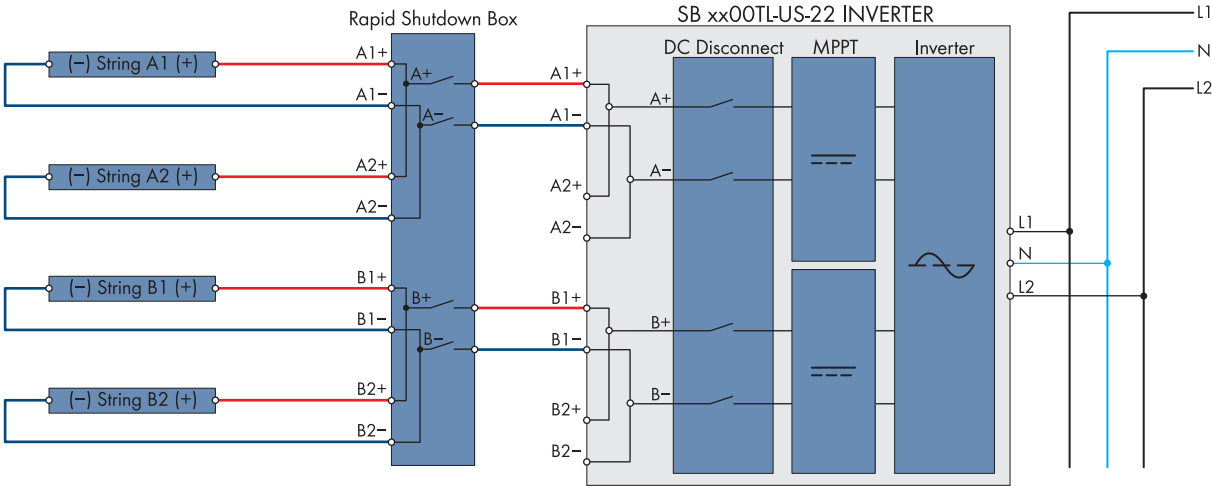 Rapid Shutdown Box
SB xx00TL-US-22 INVERTER
DC Disconnect
MPPT
Inverter
(−) String A1 (+)
A1+
A1−
(−) String A2 (+)
A2+
A2−
(−) String B1 (+)
B1+
B1−
(−) String B2 (+)
B2+
B2−
A+
A−
B+
B−
A1+
A1−
A2+
A2−
B1+
B1−
B2+
B2−
A+
A−
B+
B−
L1
N
L2
L1
N
L2